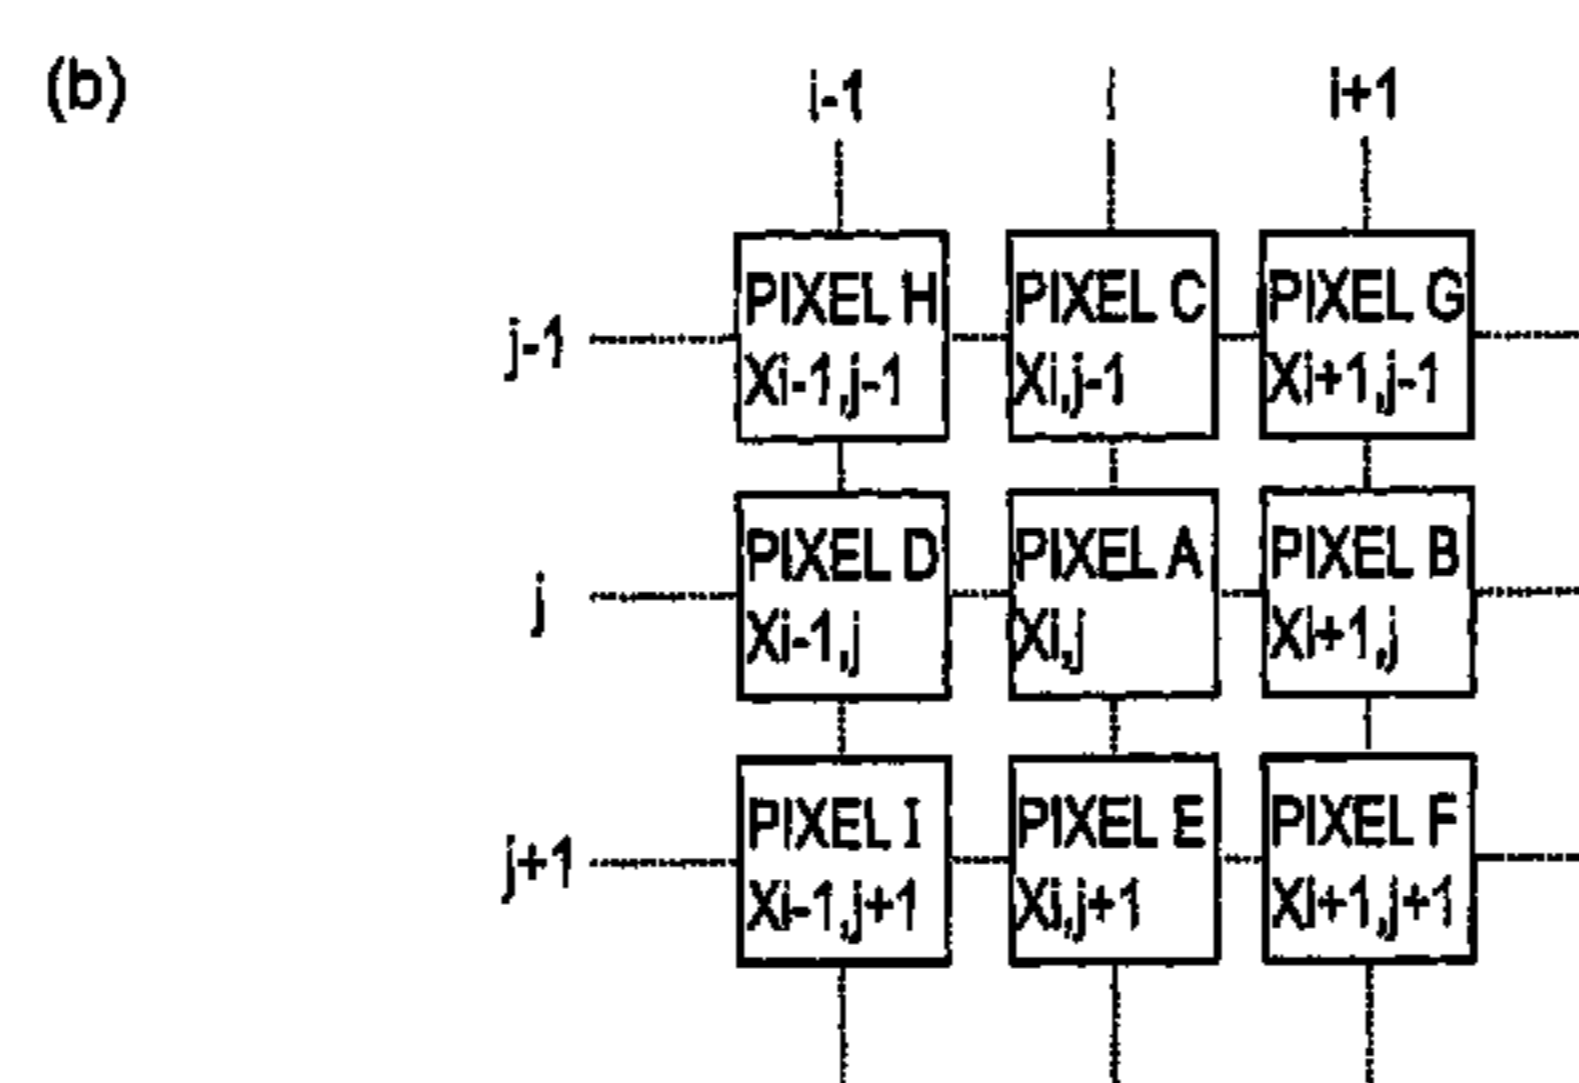 (b)
i-1 i i+1
j-1
PIXEL H PIXEL C PIXEL G
Xi-1,j-1 Xi,j-1 Xi+1,j-1
j
PIXEL D PIXEL A PIXEL B
Xi-1,j Xi,j Xi+1,j
j+1
PIXEL I PIXEL E PIXEL F
Xi-1,j+1 Xi,j+1 Xi+1,j+1